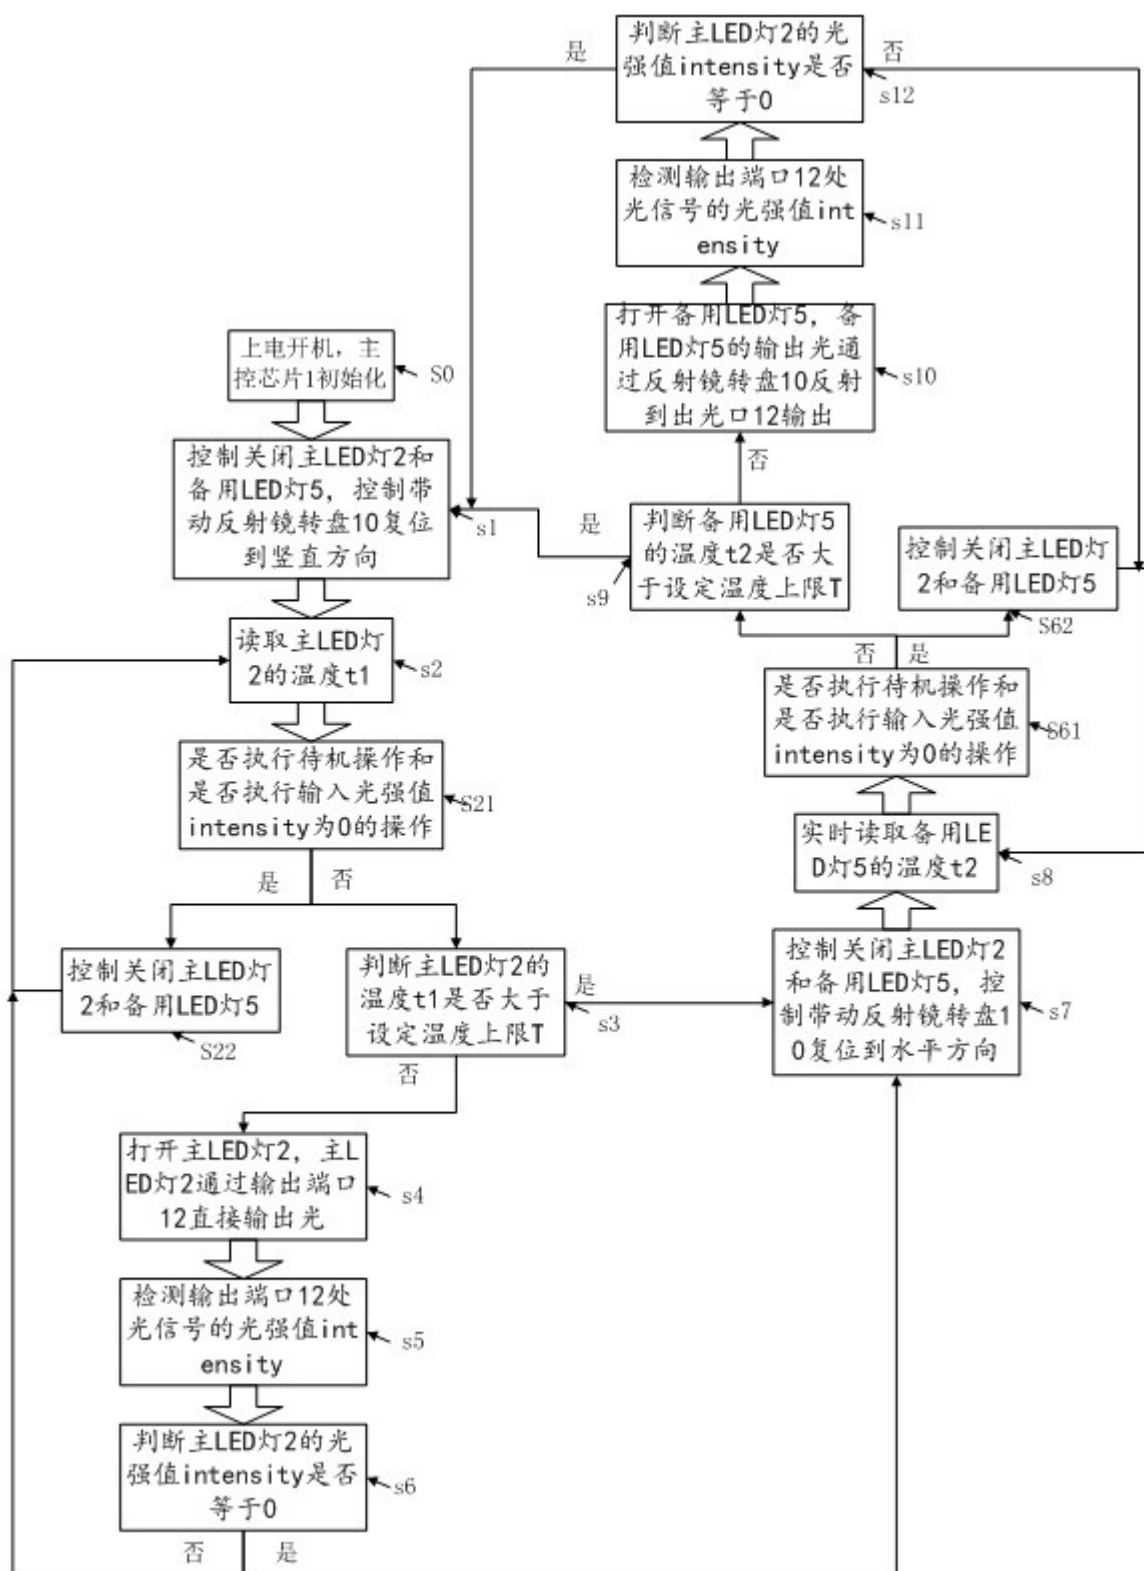 判断主LED灯2的光
强值intensity是否
等于0
是
否
s12
检测输出端口12处
光信号的光强值int
ensity
s11
打开备用LED灯5，备
用LED灯5的输出光通
过反射镜转盘10反射
到出光口12输出
s10
上电开机，主
控芯片1初始化
S0
控制关闭主LED灯2和
备用LED灯5，控制带
动反射镜转盘10复位
到竖直方向
s1
否
是
判断备用LED灯5
的温度t2是否大
于设定温度上限T
s9
控制关闭主LED灯
2和备用LED灯5
S62
读取主LED灯
2的温度t1
s2
否
是
是否执行待机操作和
是否执行输入光强值
intensity为0的操作
S61
是否执行待机操作和
是否执行输入光强值
intensity为0的操作
S21
实时读取备用LE
D灯5的温度t2
s8
是
否
控制关闭主LED灯
2和备用LED灯5
S22
判断主LED灯2的
温度t1是否大于
设定温度上限T
是
s3
控制关闭主LED灯2
和备用LED灯5，控
制带动反射镜转盘1
0复位到水平方向
s7
否
打开主LED灯2，主L
ED灯2通过输出端口
12直接输出光
s4
检测输出端口12处
光信号的光强值int
ensity
s5
判断主LED灯2的光
强值intensity是否
等于0
s6
否
是